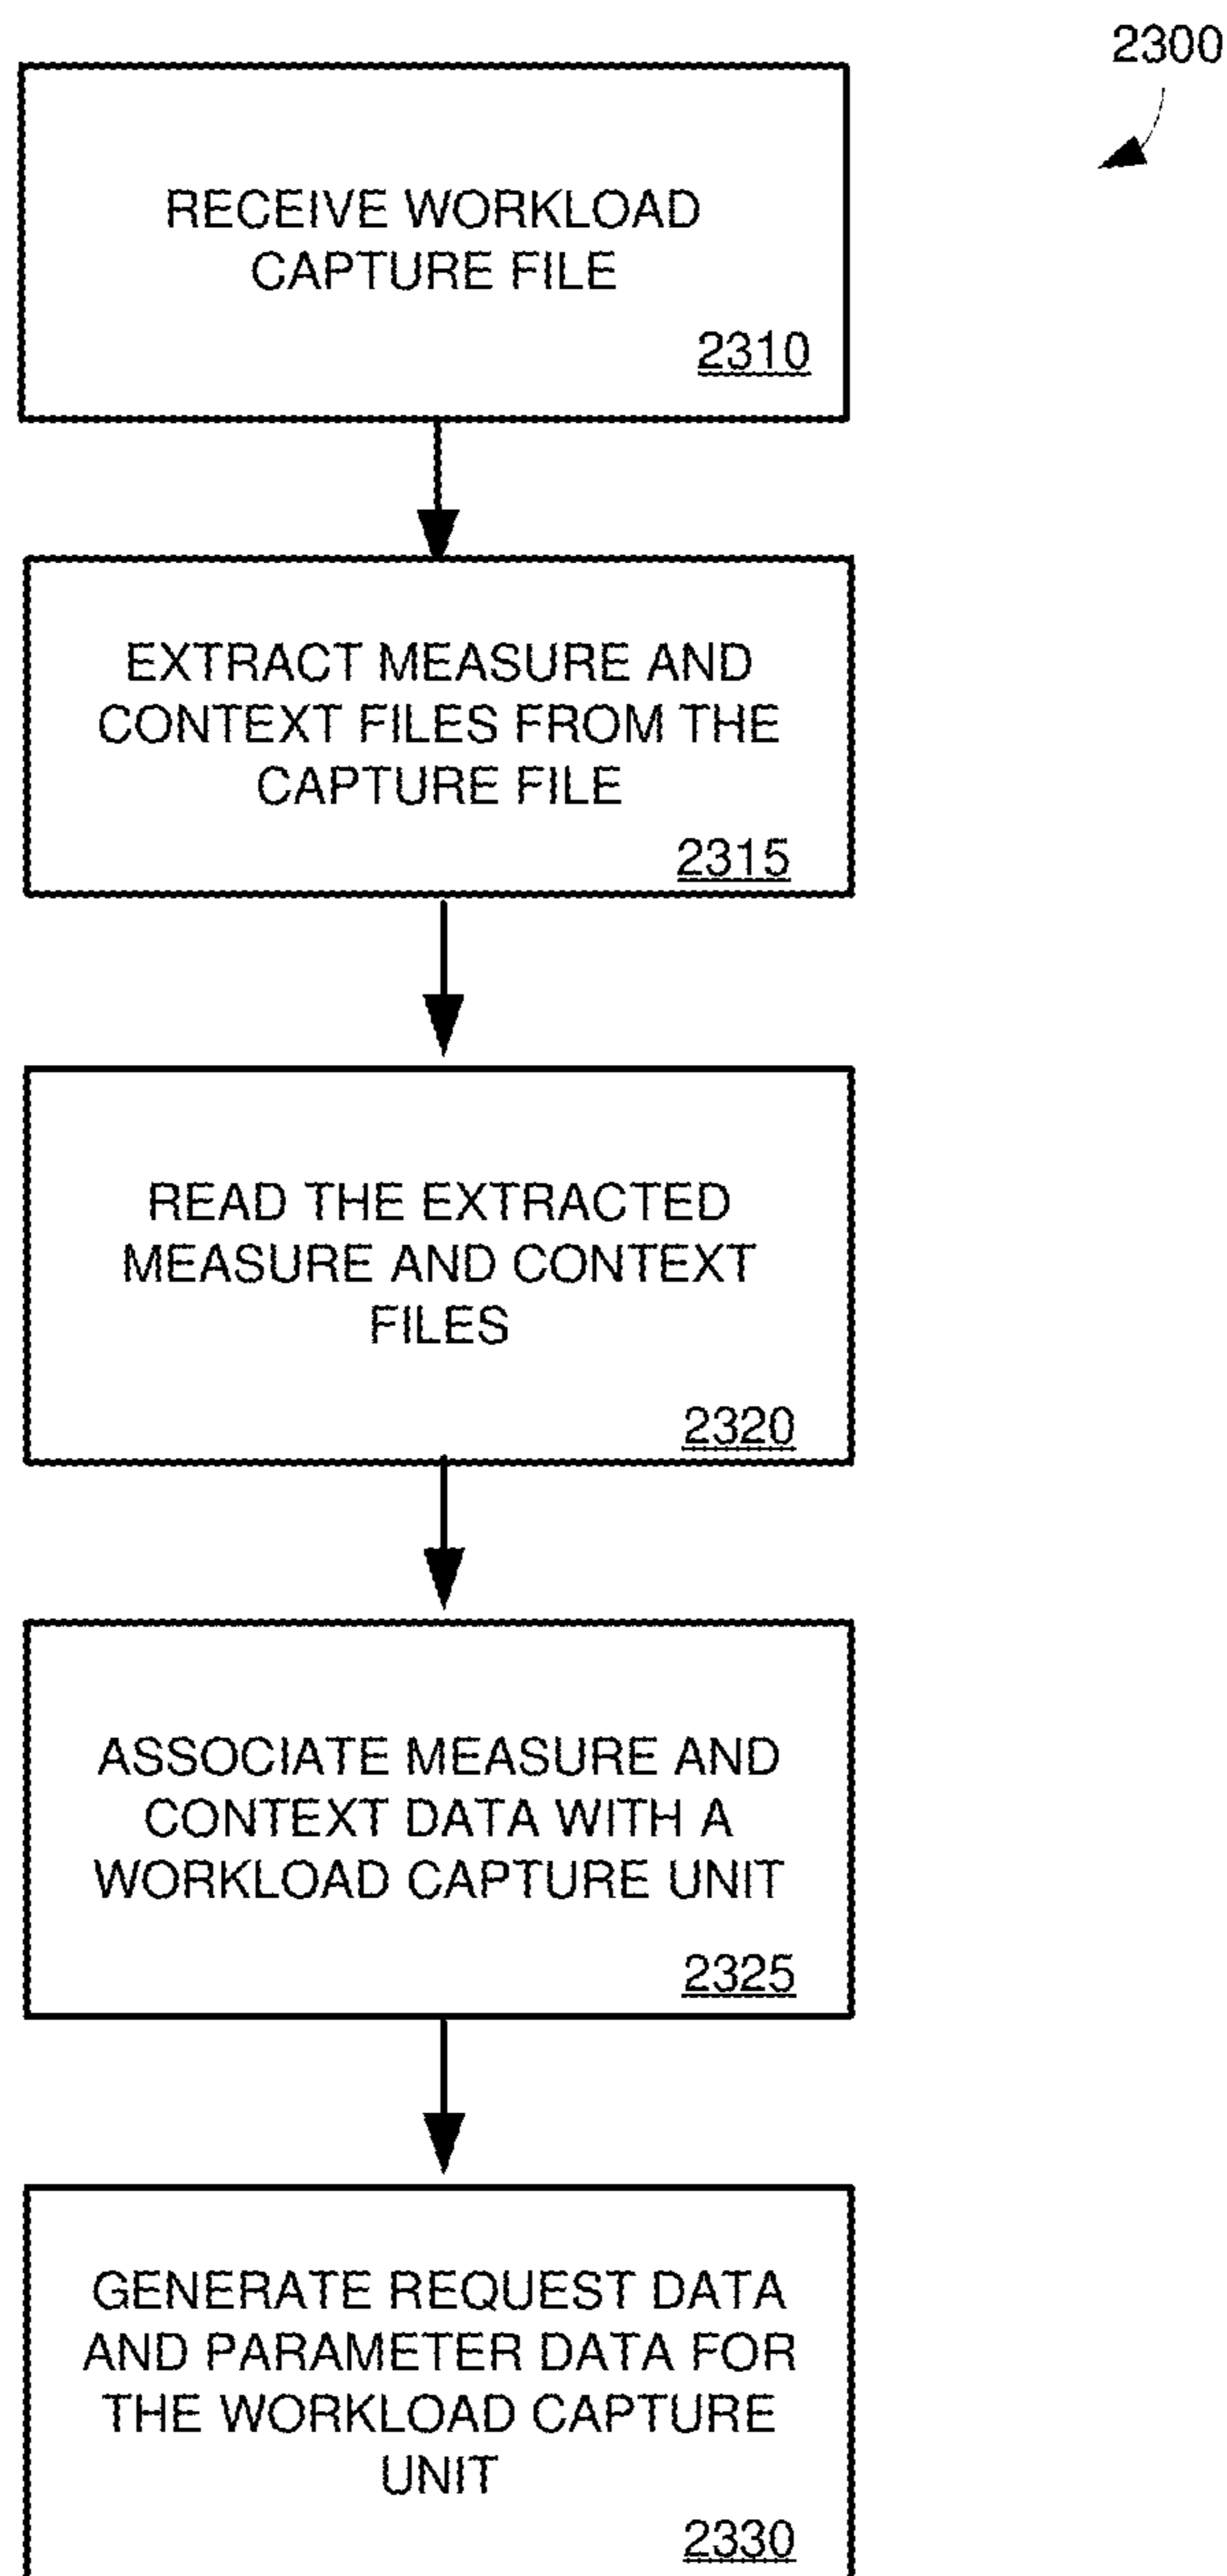 2300
RECEIVE WORKLOAD
CAPTURE FILE
2310
EXTRACT MEASURE AND
CONTEXT FILES FROM THE
CAPTURE FILE
2315
READ THE EXTRACTED
MEASURE AND CONTEXT
FILES
2320
ASSOCIATE MEASURE AND
CONTEXT DATA WITH A
WORKLOAD CAPTURE UNIT
2325
GENERATE REQUEST DATA
AND PARAMETER DATA FOR
THE WORKLOAD CAPTURE
UNIT
2330